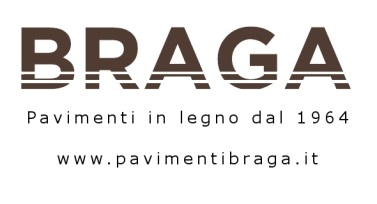 BRAGA
Pavimenti in legno dal 1964
www.pavimentibraga.it